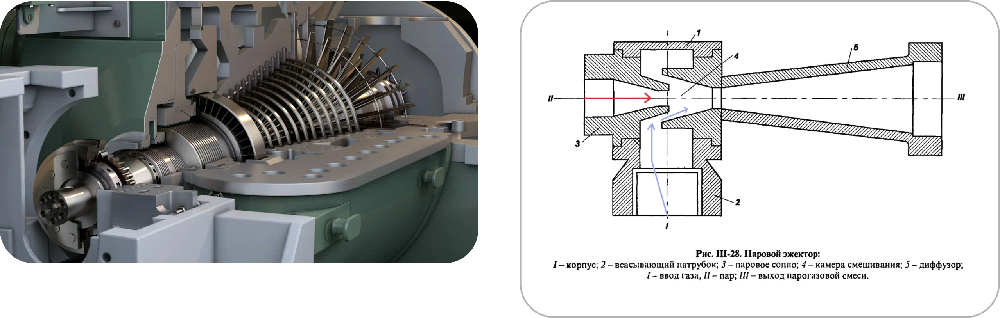 1
4
5
II
III
3
2
I
Рис. III-28. Паровой эжектор:
1 – корпус; 2 – всасывающий патрубок; 3 – паровое сопло; 4 – камера смешивания; 5 – диффузор;
I – ввод газа, II – пар; III – выход парогазовой смеси.